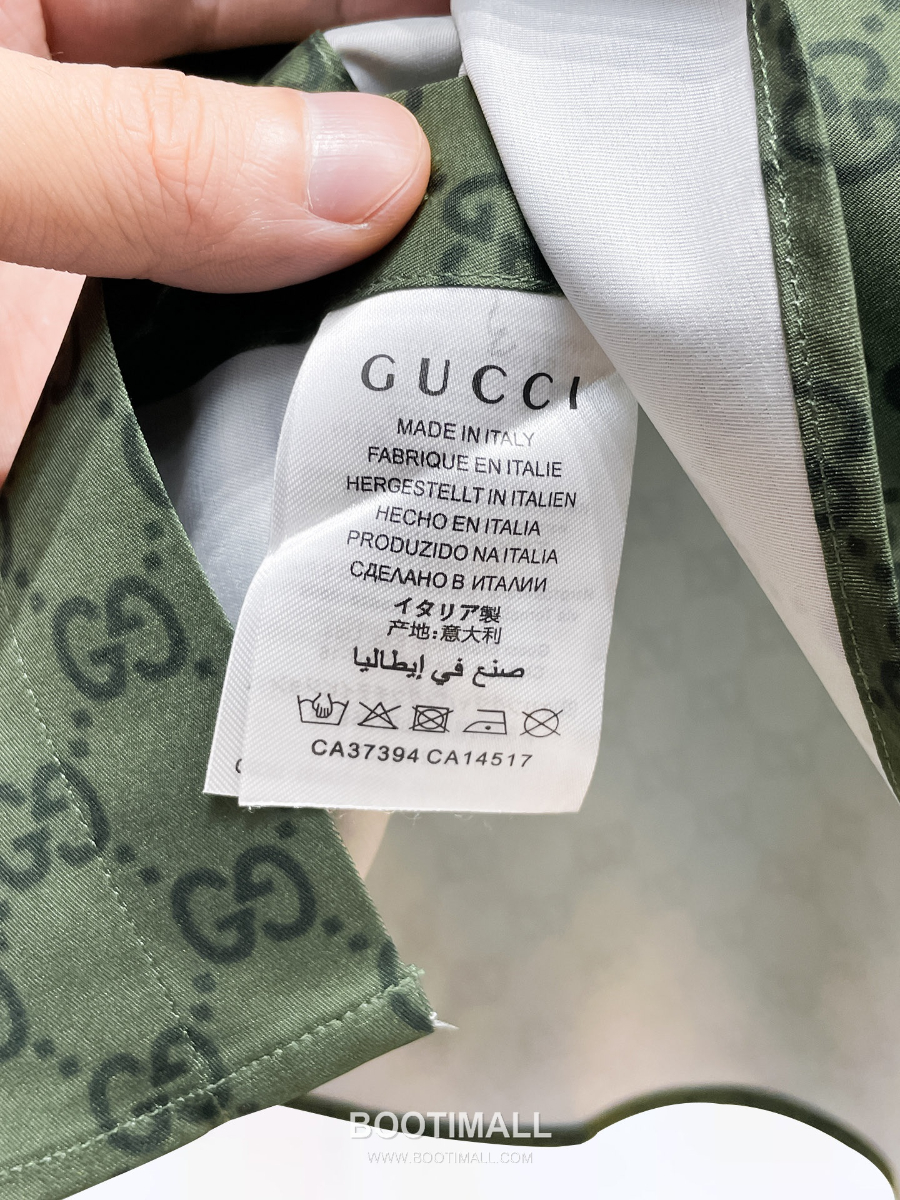 GUCCI
MADE IN ITALY
FABRIQUE EN ITALIE
HERGESTELLT IN ITALIEN
HECHO EN ITALIA
PRODUZIDO NA ITALIA
СДЕЛАНО В ИТАЛИИ
イタリア製
产地:意大利
صنع في إيطاليا
CA37394 CA14517
BOOTIMALL
WWW.BOOTIMALL.COM